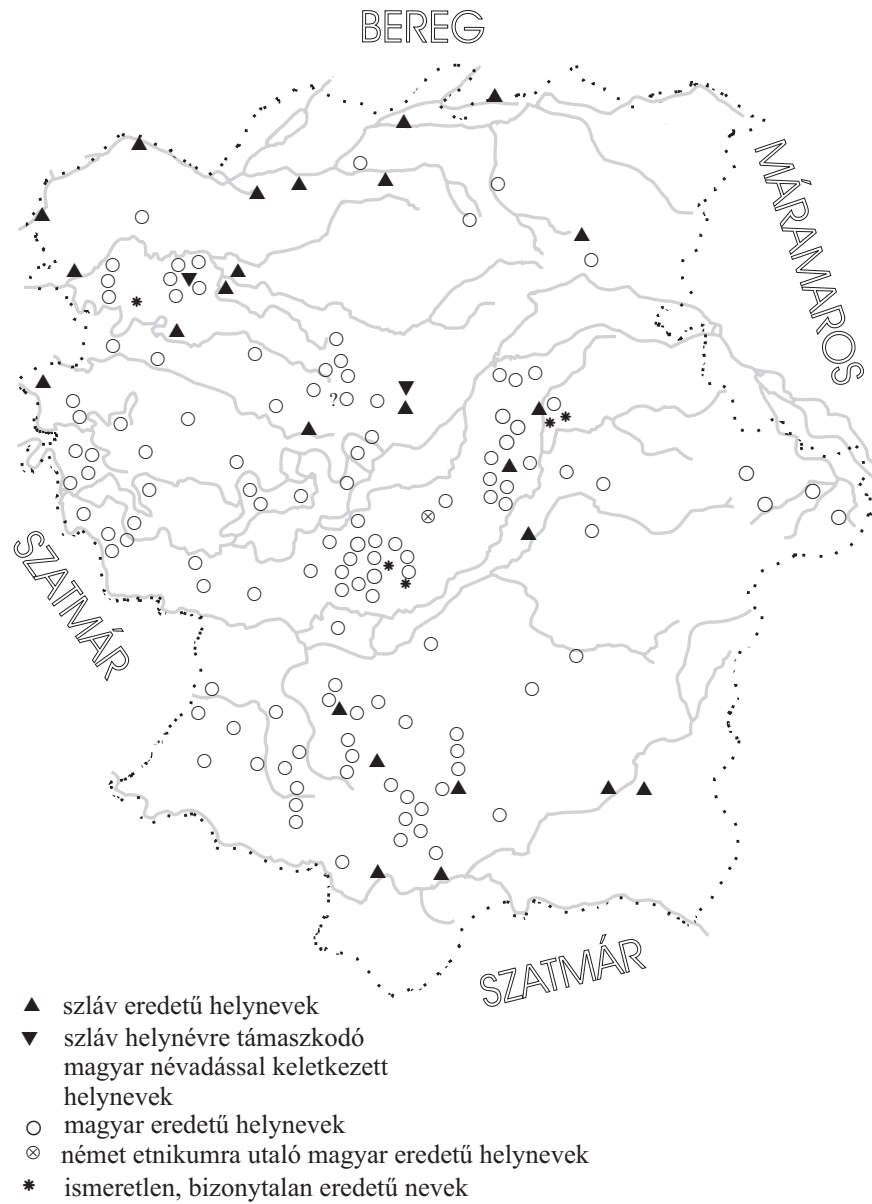 BEREG
MÁRAMAROS
?
SZATMÁR
SZATMÁR
szláv eredetű helynevek
szláv helynévre támaszkodó
magyar névadással keletkezett
helynevek
magyar eredetű helynevek
német etnikumra utaló magyar eredetű helynevek
ismeretlen, bizonytalan eredetű nevek